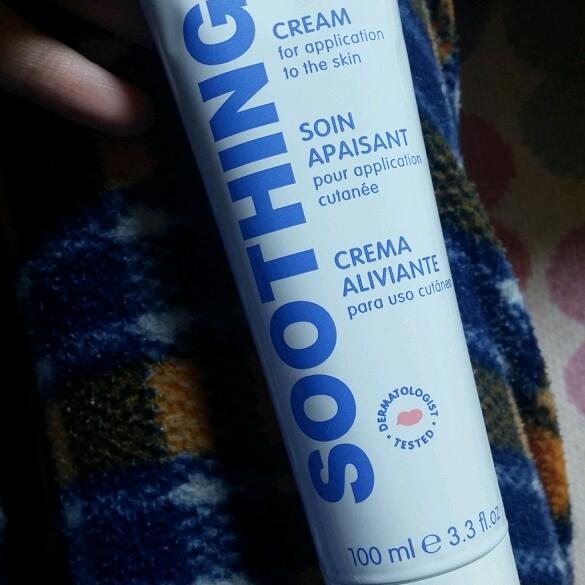 SOOTHING
CREAM
for application
to the skin
SOIN
APAISANT
pour application
cutanée
CREMA
ALIVIANTE
para uso cutáneo
DERMATOLOGIST
• TESTED •
100 ml e 3.3 fl.oz